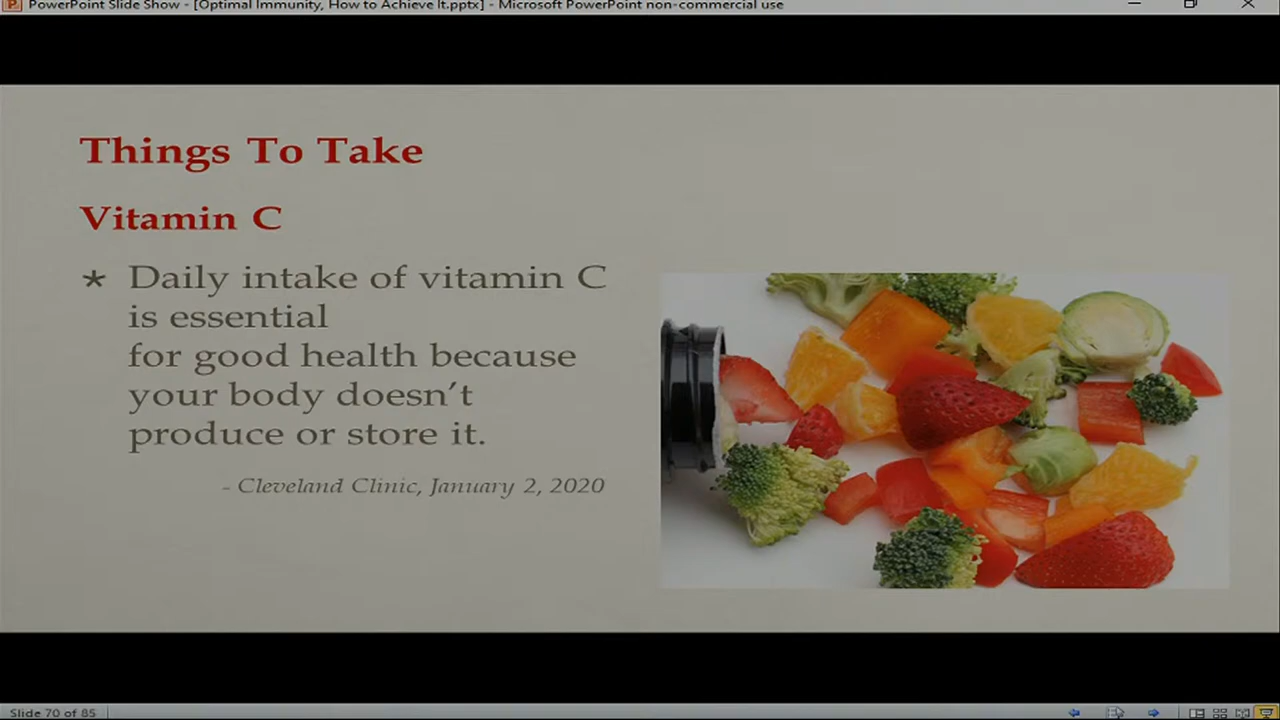 PowerPoint Slide Show - [Optimal Immunity, How to Achieve It.pptx] - Microsoft PowerPoint non-commercial use
Things To Take
Vitamin C
* Daily intake of vitamin C
is essential
for good health because
your body doesn't
produce or store it.
- Cleveland Clinic, January 2, 2020
Slide 70 of 85